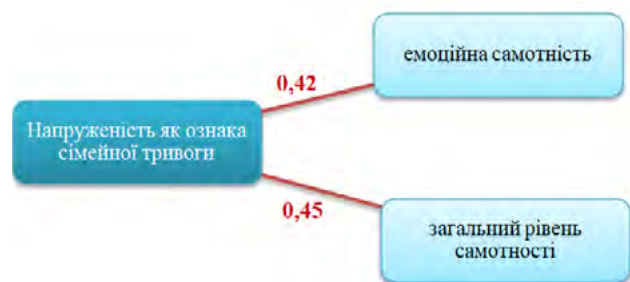 емоційна самотність
0,42
Напруженість як ознака
сімейної тривоги
0,45
загальний рівень
самотності